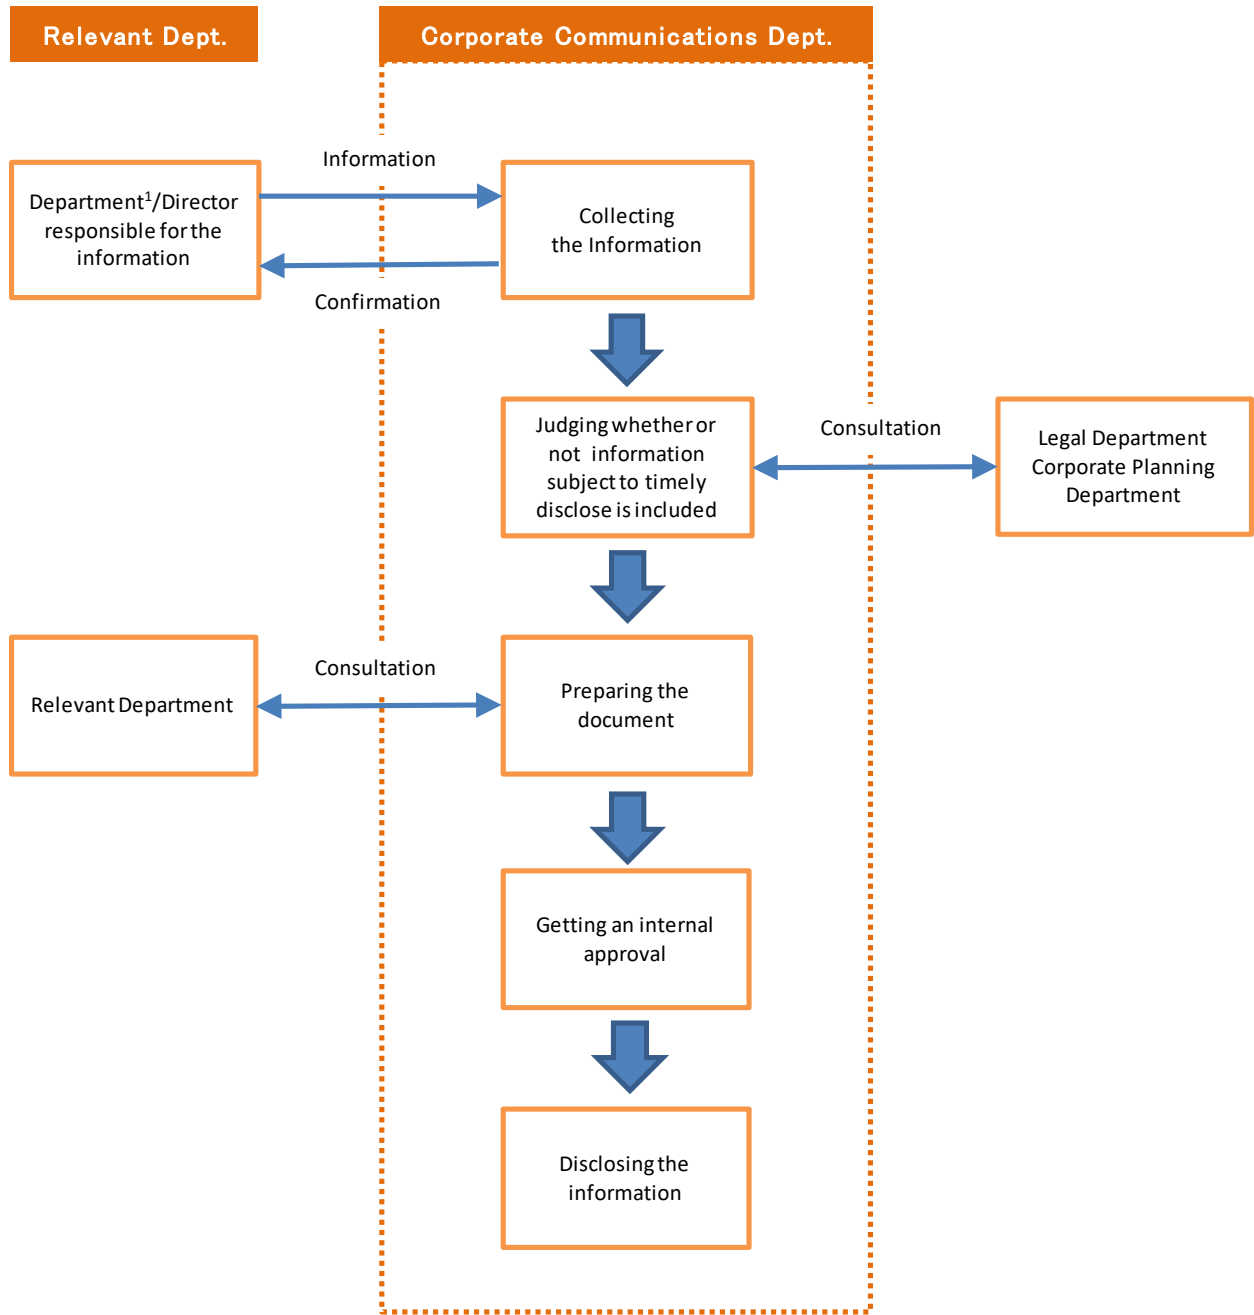 Relevant Dept.
Corporate Communications Dept.
Information
Department¹/Director
responsible for the
information
Collecting
the Information
Confirmation
Judging whether or
not information
subject to timely
disclose is included
Consultation
Legal Department
Corporate Planning
Department
Relevant Department
Consultation
Preparing the
document
Getting an internal
approval
Disclosing the
information